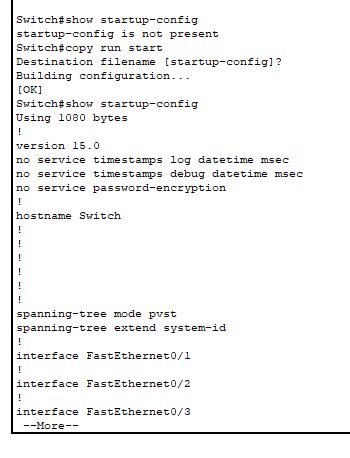 Switch#show startup-config
startup-config is not present
Switch#copy run start
Destination filename [startup-config]?
Building configuration...
[OK]
Switch#show startup-config
Using 1080 bytes
!
version 15.0
no service timestamps log datetime msec
no service timestamps debug datetime msec
no service password-encryption
!
hostname Switch
!
!
!
!
!
!
spanning-tree mode pvst
spanning-tree extend system-id
!
interface FastEthernet0/1
!
interface FastEthernet0/2
!
interface FastEthernet0/3
--More--